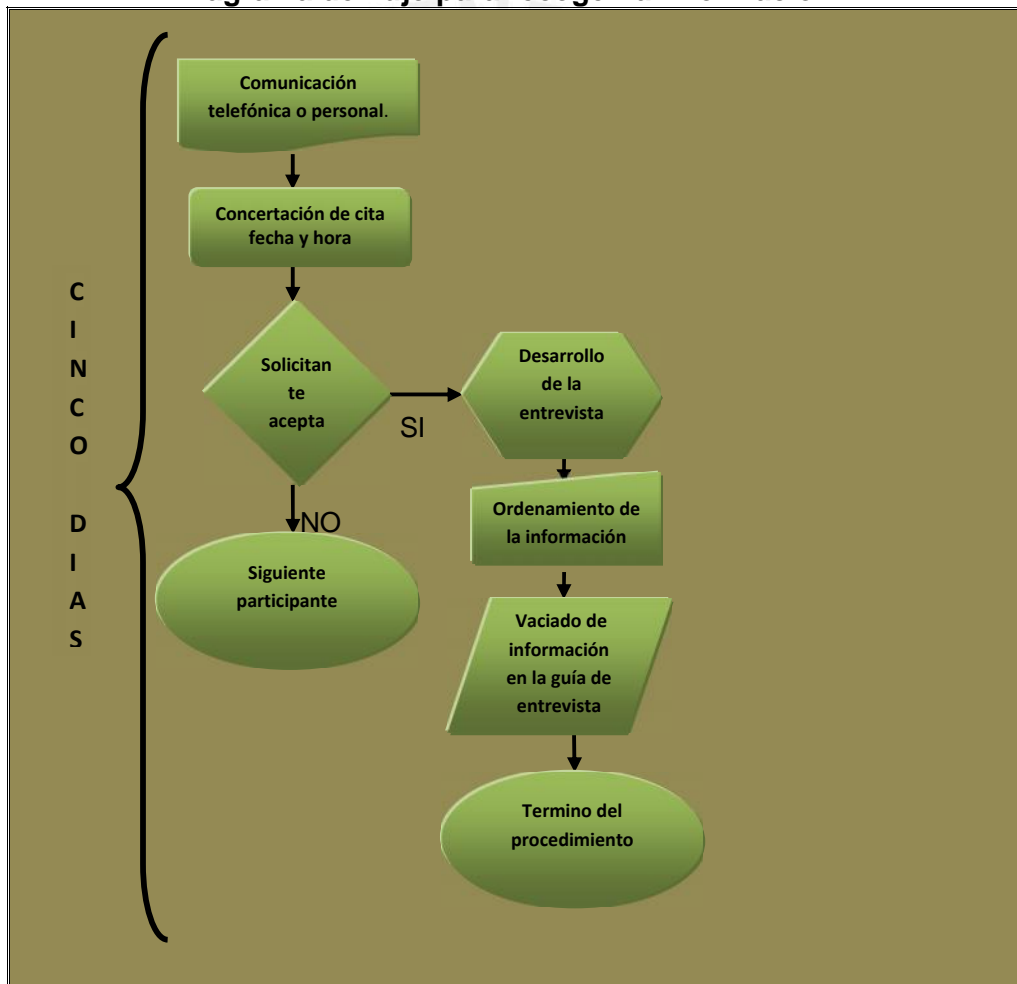 Comunicación
telefónica o personal.
Concertación de cita
fecha y hora
Solicitan
te
acepta
SI
NO
Siguiente
participante
Desarrollo
de la
entrevista
Ordenamiento de
la información
Vaciado de
información
en la guía de
entrevista
Termino del
procedimiento
C
I
N
C
O
D
I
A
S